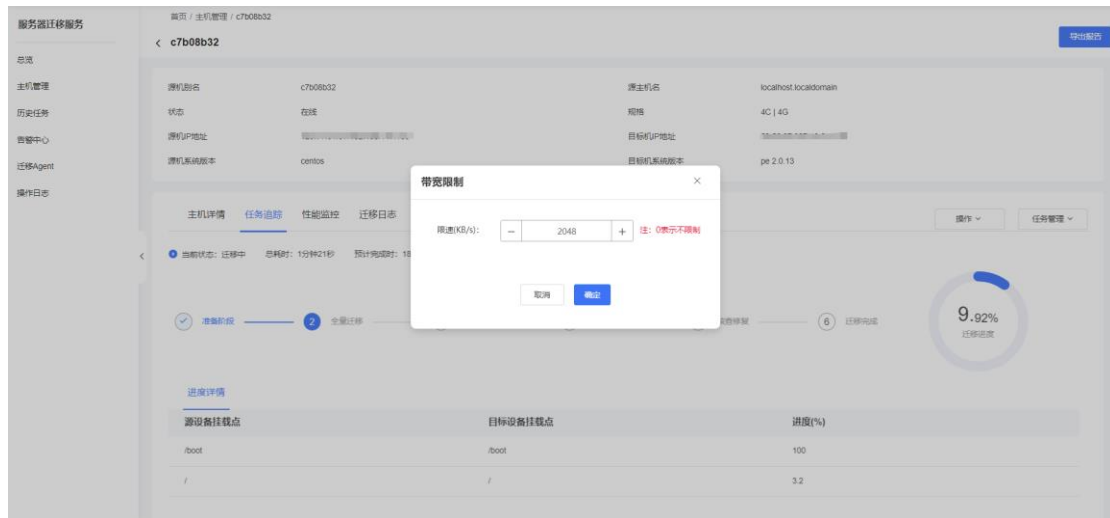 服务器迁移服务
总览
主机管理
历史任务
告警中心
迁移Agent
操作日志
首页 / 主机管理 / c7b08b32
c7b08b32
导出报告
源机别名 c7b08b32 源主机名 localhost.localdomain
状态 在线 规格 4C | 4G
源机IP地址 目标机IP地址
源机系统版本 centos 目标机系统版本 pe 2.0.13
带宽限制
限速(KB/s): 2048 注：0表示不限制
取消 确定
主机详情 任务追踪 性能监控 迁移日志 操作 任务管理
当前状态：迁移中 总耗时：1分钟21秒 预计完成时：18
准备阶段 2 全量迁移 6 迁移完成
9.92%
迁移进度
进度详情
源设备挂载点 目标设备挂载点 进度(%)
/boot /boot 100
/ / 3.2